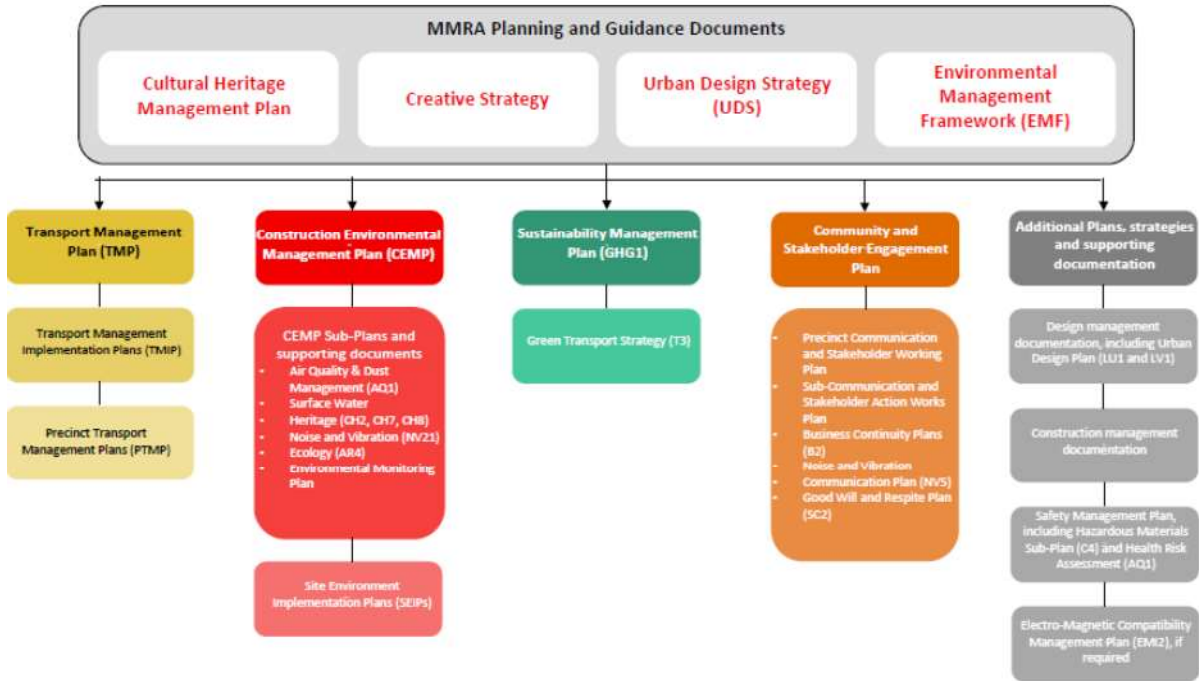 MMRA Planning and Guidance Documents
Cultural Heritage
Management Plan
Creative Strategy
Urban Design Strategy
(UDS)
Environmental
Management
Framework (EMF)
Transport Management
Plan (TMP)
Transport Management
Implementation Plans (TMIP)
Precinct Transport
Management Plans (PTMP)
Construction Environmental
Management Plan (CEMP)
CEMP Sub-Plans and
supporting documents
- Air Quality & Dust
Management (AQ1)
- Surface Water
- Heritage (CH2, CH7, CH8)
- Noise and Vibration (NV21)
- Ecology (AR4)
- Environmental Monitoring
Plan
Site Environment
Implementation Plans (SEIPs)
Sustainability Management
Plan (GHG1)
Green Transport Strategy (T3)
Community and
Stakeholder Engagement
Plan
- Precinct Communication
and Stakeholder Working
Plan
- Sub-Communication and
Stakeholder Action Works
Plan
- Business Continuity Plans
(B2)
- Noise and Vibration
- Communication Plan (NV5)
- Good Will and Respite Plan
(SC2)
Additional Plans, strategies
and supporting
documentation
Design management
documentation, including Urban
Design Plan (LU1 and LV1)
Construction management
documentation
Safety Management Plan,
including Hazardous Materials
Sub-Plan (C4) and Health Risk
Assessment (AQ1)
Electro-Magnetic Compatibility
Management Plan (EMI2), if
required